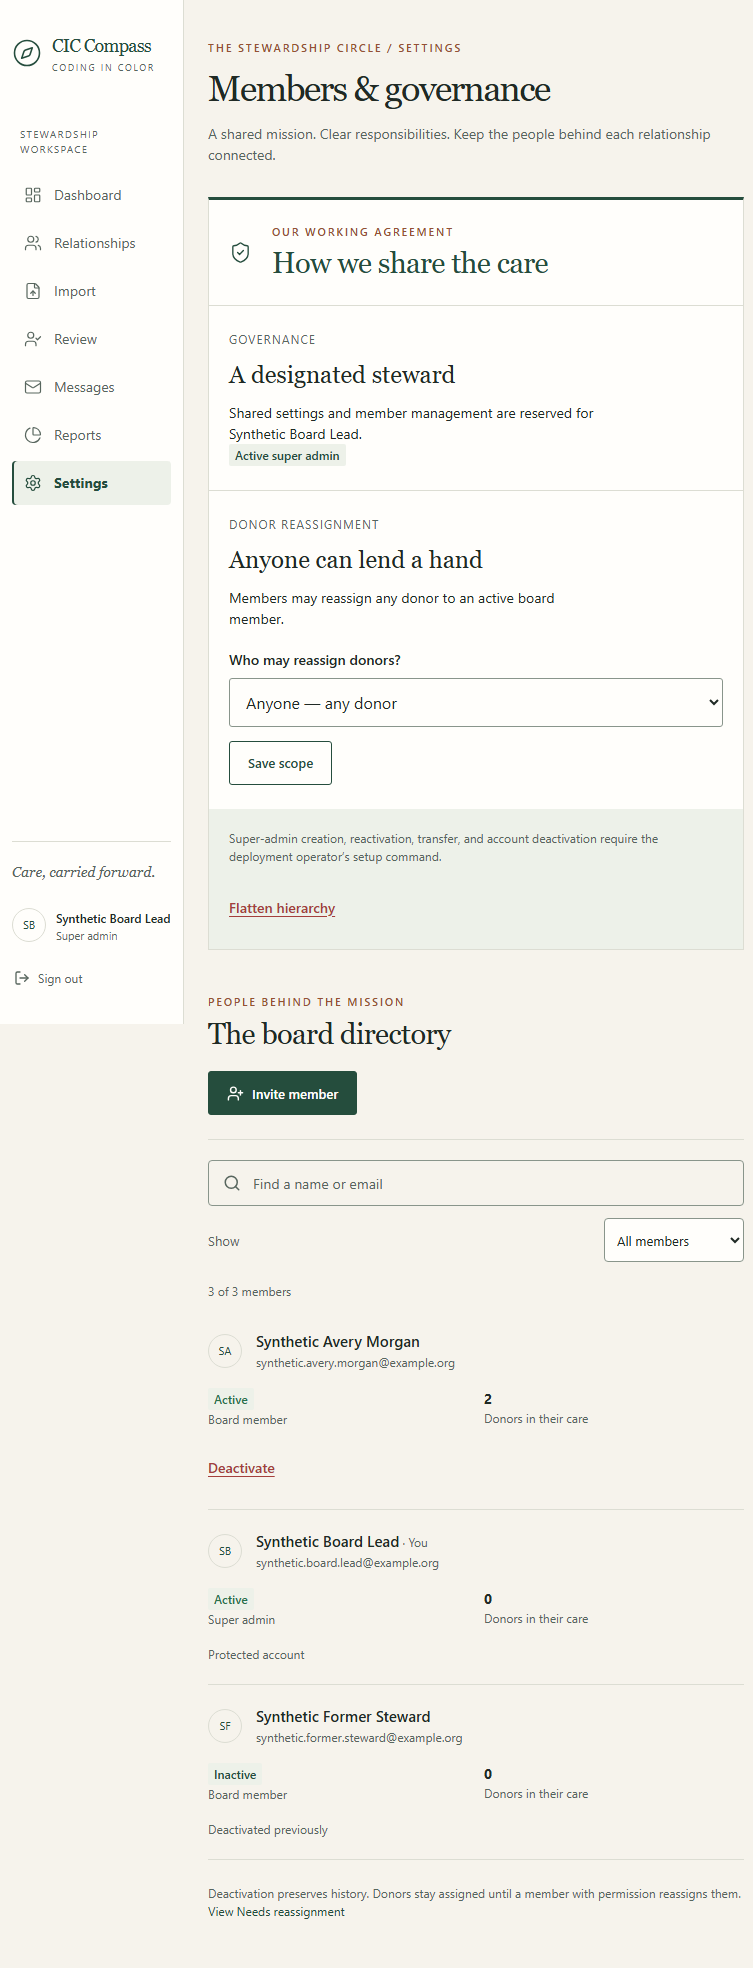 CIC Compass
CODING IN COLOR
STEWARDSHIP
WORKSPACE
Dashboard
Relationships
Import
Review
Messages
Reports
Settings
Care, carried forward.
SB
Synthetic Board Lead
Super admin
Sign out
THE STEWARDSHIP CIRCLE / SETTINGS
Members & governance
A shared mission. Clear responsibilities. Keep the people behind each relationship
connected.
OUR WORKING AGREEMENT
How we share the care
GOVERNANCE
A designated steward
Shared settings and member management are reserved for
Synthetic Board Lead.
Active super admin
DONOR REASSIGNMENT
Anyone can lend a hand
Members may reassign any donor to an active board
member.
Who may reassign donors?
Anyone — any donor
Save scope
Super-admin creation, reactivation, transfer, and account deactivation require the
deployment operator's setup command.
Flatten hierarchy
PEOPLE BEHIND THE MISSION
The board directory
Invite member
Find a name or email
Show
All members
3 of 3 members
SA
Synthetic Avery Morgan
synthetic.avery.morgan@example.org
Active
Board member
2
Donors in their care
Deactivate
SB
Synthetic Board Lead · You
synthetic.board.lead@example.org
Active
Super admin
0
Donors in their care
Protected account
SF
Synthetic Former Steward
synthetic.former.steward@example.org
Inactive
Board member
0
Donors in their care
Deactivated previously
Deactivation preserves history. Donors stay assigned until a member with permission reassigns them.
View Needs reassignment